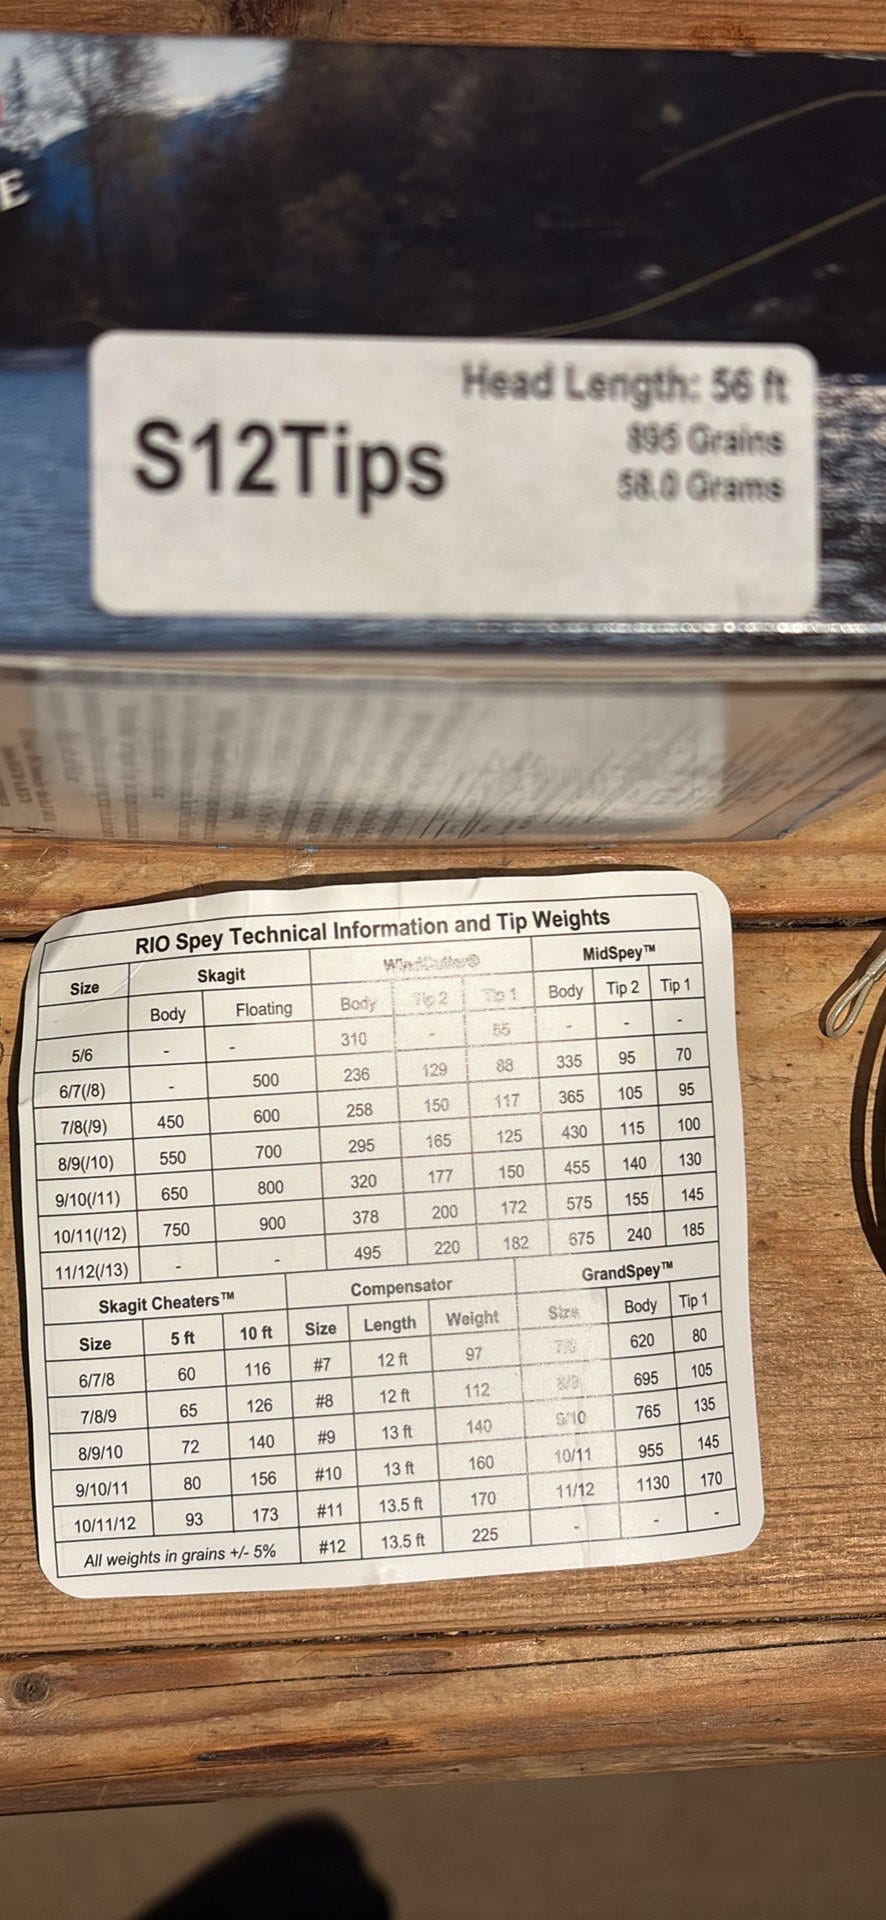 E
Head Length: 56 ft
S12Tips
895 Grains
58.0 Grams
RIO Spey Technical Information and Tip Weights
Size Skagit WindCutter® MidSpey™
Body Floating Body Tip 2 Tip 1 Body Tip 2 Tip 1
5/6 - - 310 - 55 - - -
6/7(/8) - 500 236 129 88 335 95 70
7/8(/9) 450 600 258 150 117 365 105 95
8/9(/10) 550 700 295 165 125 430 115 100
9/10(/11) 650 800 320 177 150 455 140 130
10/11(/12) 750 900 378 200 172 575 155 145
11/12(/13) - - 495 220 182 675 240 185
Skagit Cheaters™ Compensator GrandSpey™
Size 5 ft 10 ft Size Length Weight Size Body Tip 1
6/7/8 60 116 #7 12 ft 97 7/8 620 80
7/8/9 65 126 #8 12 ft 112 8/9 695 105
8/9/10 72 140 #9 13 ft 140 9/10 765 135
9/10/11 80 156 #10 13 ft 160 10/11 955 145
10/11/12 93 173 #11 13.5 ft 170 11/12 1130 170
All weights in grains +/- 5% #12 13.5 ft 225 - - -